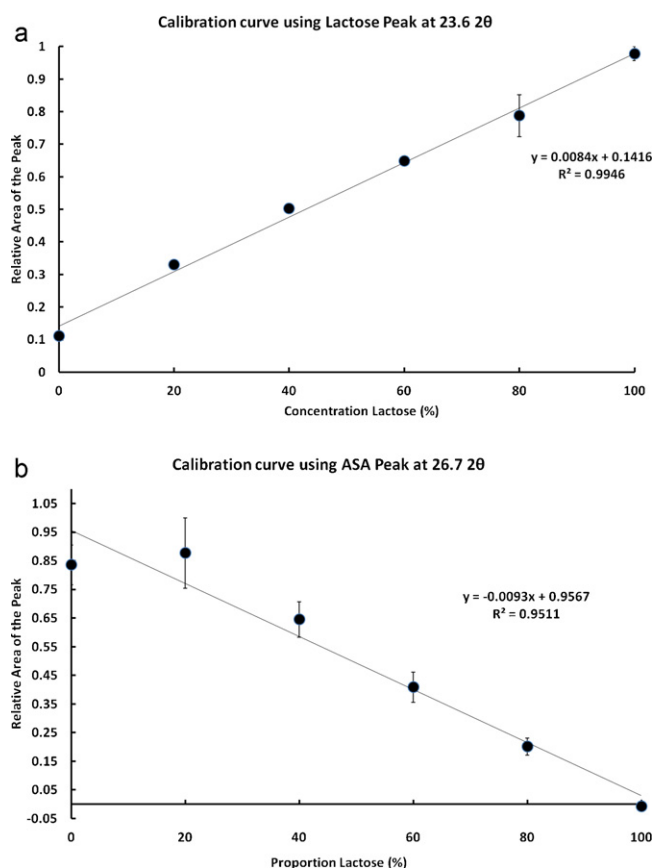 a
Calibration curve using Lactose Peak at 23.6 2θ
Relative Area of the Peak
1
0.9
0.8
0.7
0.6
0.5
0.4
0.3
0.2
0.1
0
y = 0.0084x + 0.1416
R² = 0.9946
0 20 40 60 80 100
Concentration Lactose (%)
b
Calibration curve using ASA Peak at 26.7 2θ
Relative Area of the Peak
1.05
0.95
0.85
0.75
0.65
0.55
0.45
0.35
0.25
0.15
0.05
-0.05
y = -0.0093x + 0.9567
R² = 0.9511
0 20 40 60 80 100
Proportion Lactose (%)